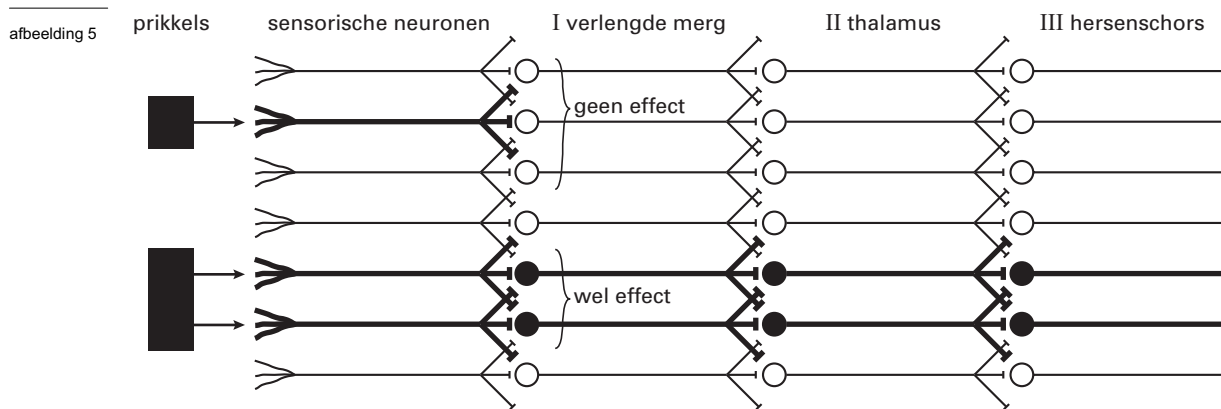 afbeelding 5
prikkels
sensorische neuronen
I verlengde merg
II thalamus
III hersenschors
geen effect
wel effect